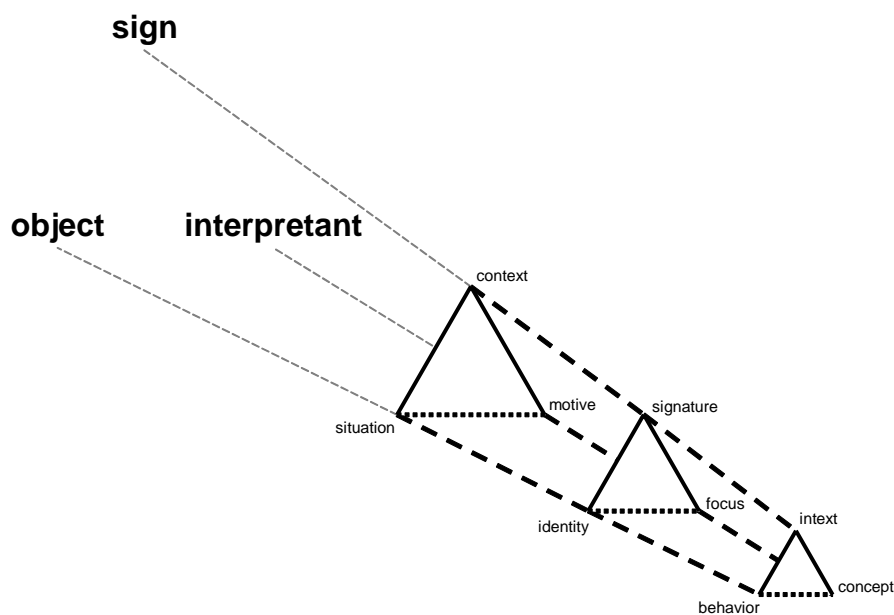 sign
object
interpretant
context
motive
situation
signature
focus
identity
intext
concept
behavior